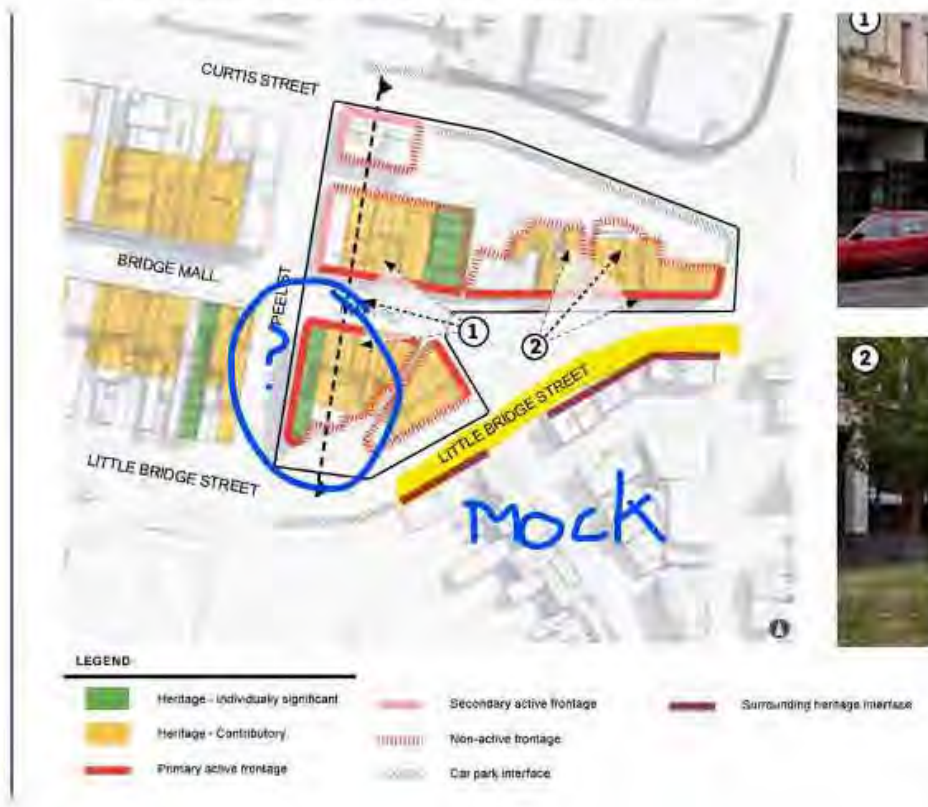 1
CURTIS STREET
BRIDGE MALL
PEEL ST
1
2
?
LITTLE BRIDGE STREET
LITTLE BRIDGE STREET
2
Mock
LEGEND
Heritage - individually significant
Secondary active frontage
Surrounding heritage interface
Heritage - Contributory
Non-active frontage
Primary active frontage
Car park interface